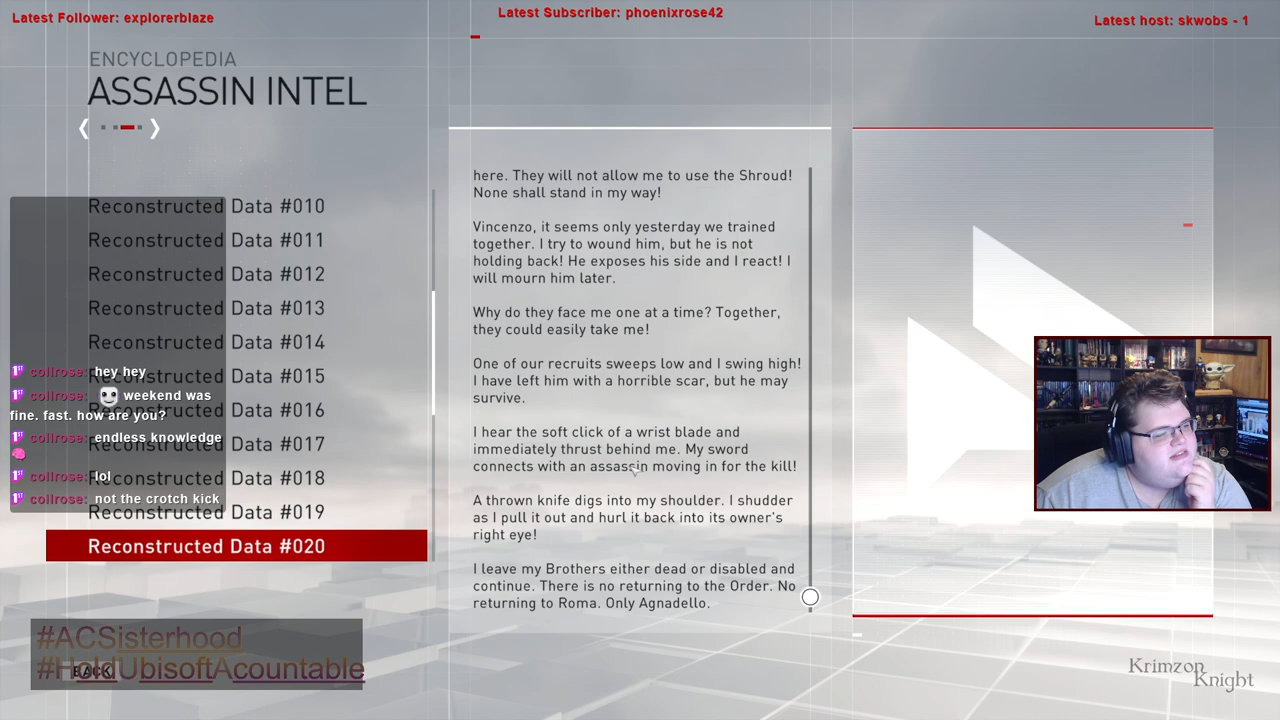 Latest Follower: explorerblaze
Latest Subscriber: phoenixrose42
Latest host: skwobs - 1
ENCYCLOPEDIA
ASSASSIN INTEL
Reconstructed Data #010
Reconstructed Data #011
Reconstructed Data #012
Reconstructed Data #013
Reconstructed Data #014
Reconstructed Data #015
Reconstructed Data #016
Reconstructed Data #017
Reconstructed Data #018
Reconstructed Data #019
Reconstructed Data #020
collrose: hey hey
collrose: weekend was
fine. fast. how are you?
collrose: endless knowledge
collrose: lol
collrose: not the crotch kick
here. They will not allow me to use the Shroud!
None shall stand in my way!
Vincenzo, it seems only yesterday we trained
together. I try to wound him, but he is not
holding back! He exposes his side and I react! I
will mourn him later.
Why do they face me one at a time? Together,
they could easily take me!
One of our recruits sweeps low and I swing high!
I have left him with a horrible scar, but he may
survive.
I hear the soft click of a wrist blade and
immediately thrust behind me. My sword
connects with an assassin moving in for the kill!
A thrown knife digs into my shoulder. I shudder
as I pull it out and hurl it back into its owner's
right eye!
I leave my Brothers either dead or disabled and
continue. There is no returning to the Order. No
returning to Roma. Only Agnadello.
#ACSisterhood
#HoldUbisoftAcountable
BACK
Krimzon
Knight